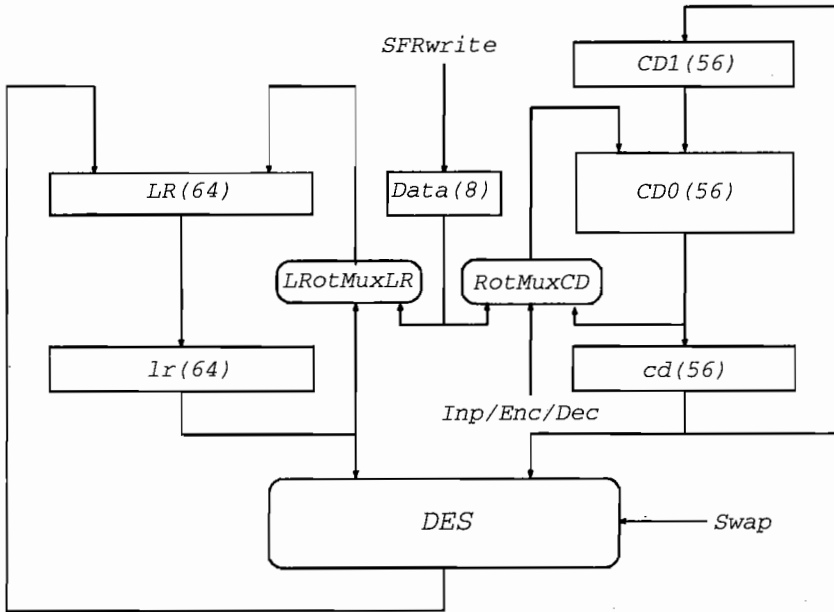 SFRwrite
CD1(56)
LR(64)
Data(8)
CD0(56)
LRotMuxLR
RotMuxCD
lr(64)
cd(56)
Inp/Enc/Dec
DES
Swap